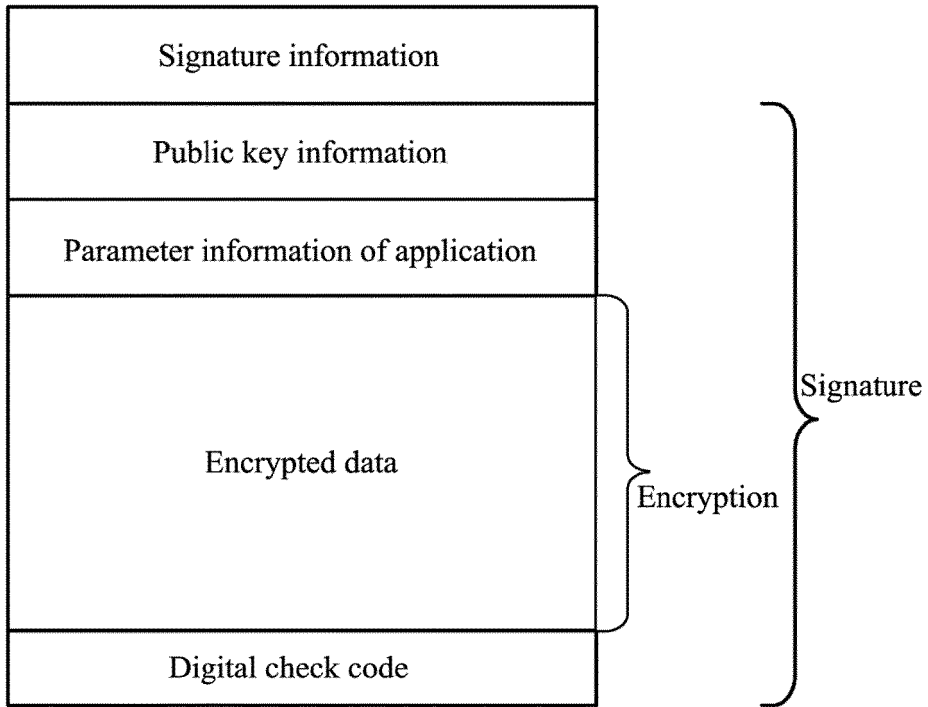 Signature information
Public key information
Parameter information of application
Signature
Encrypted data
Encryption
Digital check code